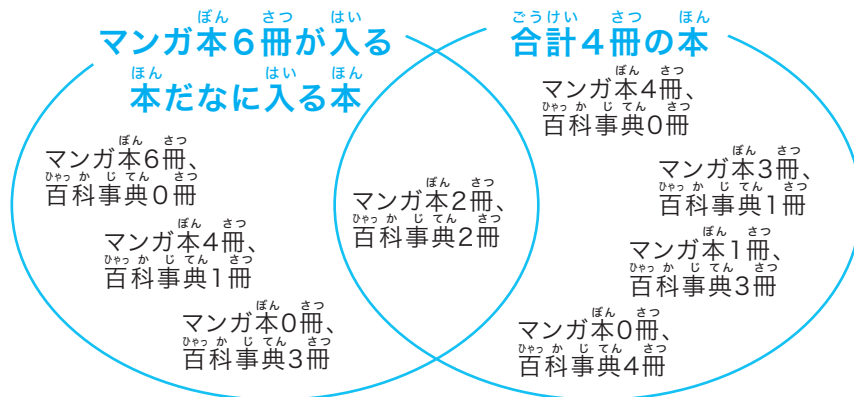 マンガ本6冊が入る
本だなに入る本
マンガ本6冊、
百科事典0冊
マンガ本4冊、
百科事典1冊
マンガ本0冊、
百科事典3冊
マンガ本2冊、
百科事典2冊
合計4冊の本
マンガ本4冊、
百科事典0冊
マンガ本3冊、
百科事典1冊
マンガ本1冊、
百科事典3冊
マンガ本0冊、
百科事典4冊